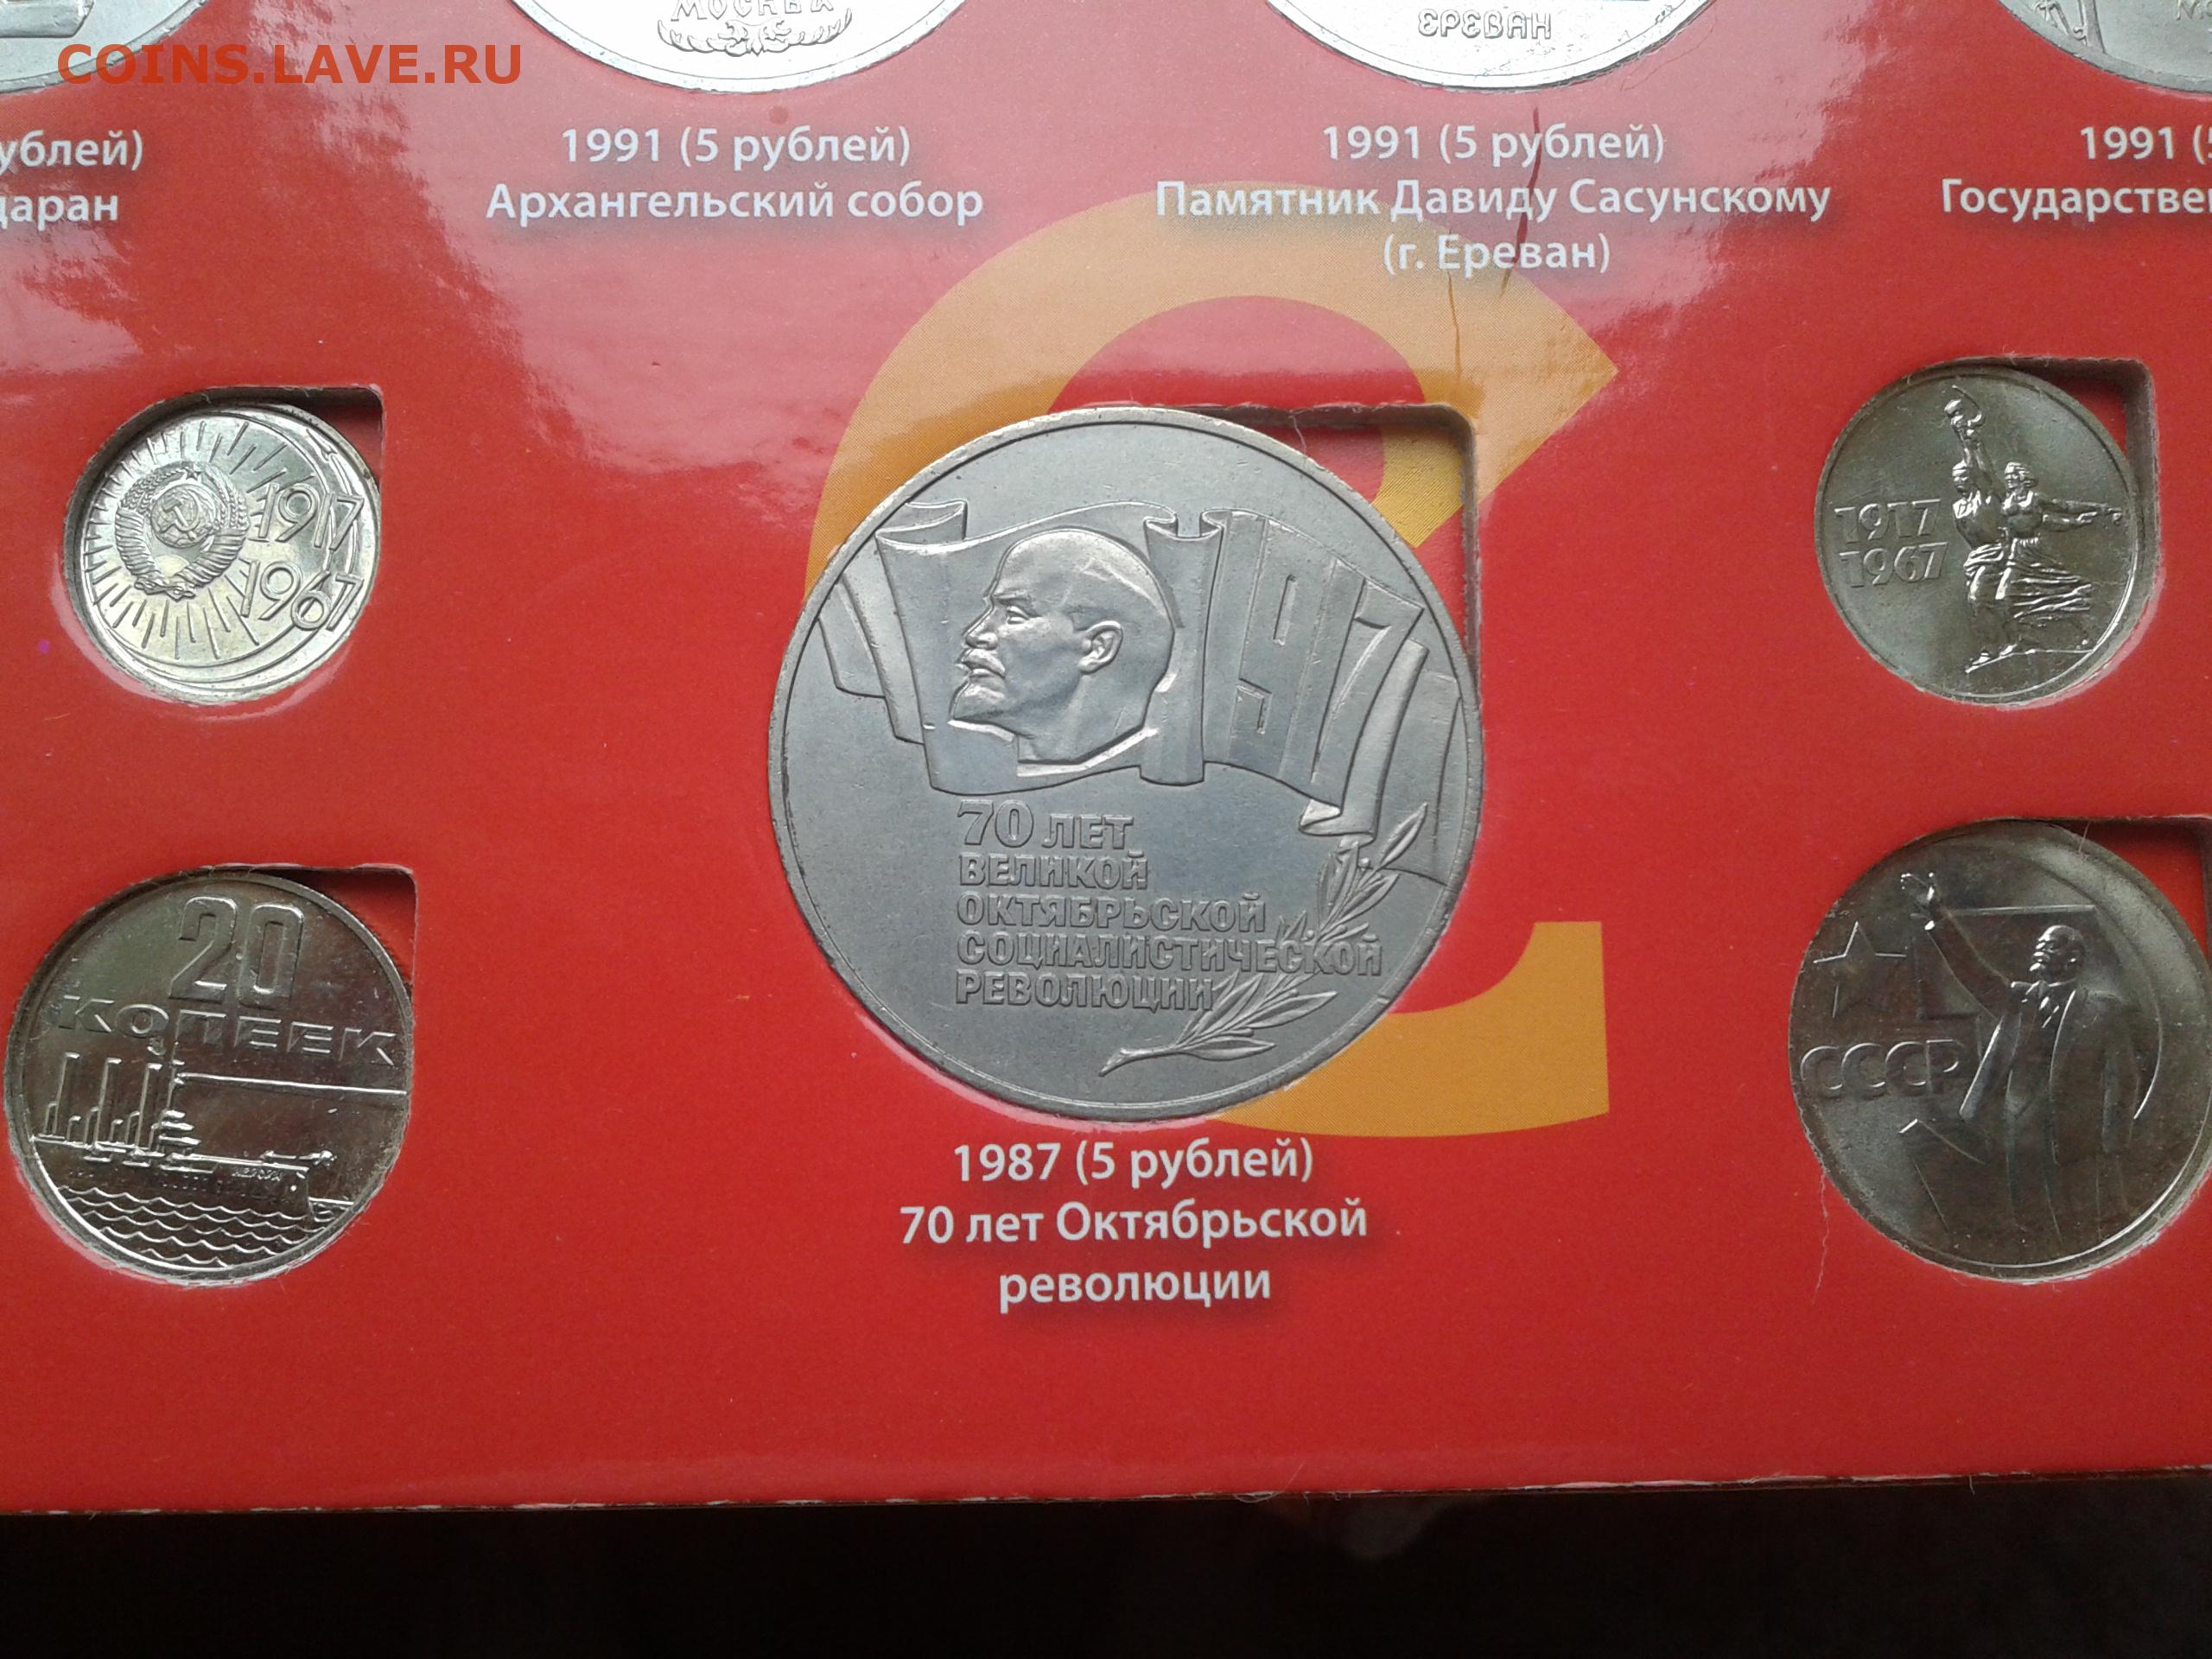 МОСКВА
ЕРЕВАН
COINS.LAVE.RU
ублей)
даран
1991 (5 рублей)
Архангельский собор
1991 (5 рублей)
Памятник Давиду Сасунскому
(г. Ереван)
1991 (5
Государстве
1917
1967
1917
70 ЛЕТ
ВЕЛИКОЙ
ОКТЯБРЬСКОЙ
СОЦИАЛИСТИЧЕСКОЙ
РЕВОЛЮЦИИ
1917
1967
20
КОПЕЕК
СССР
1987 (5 рублей)
70 лет Октябрьской
революции